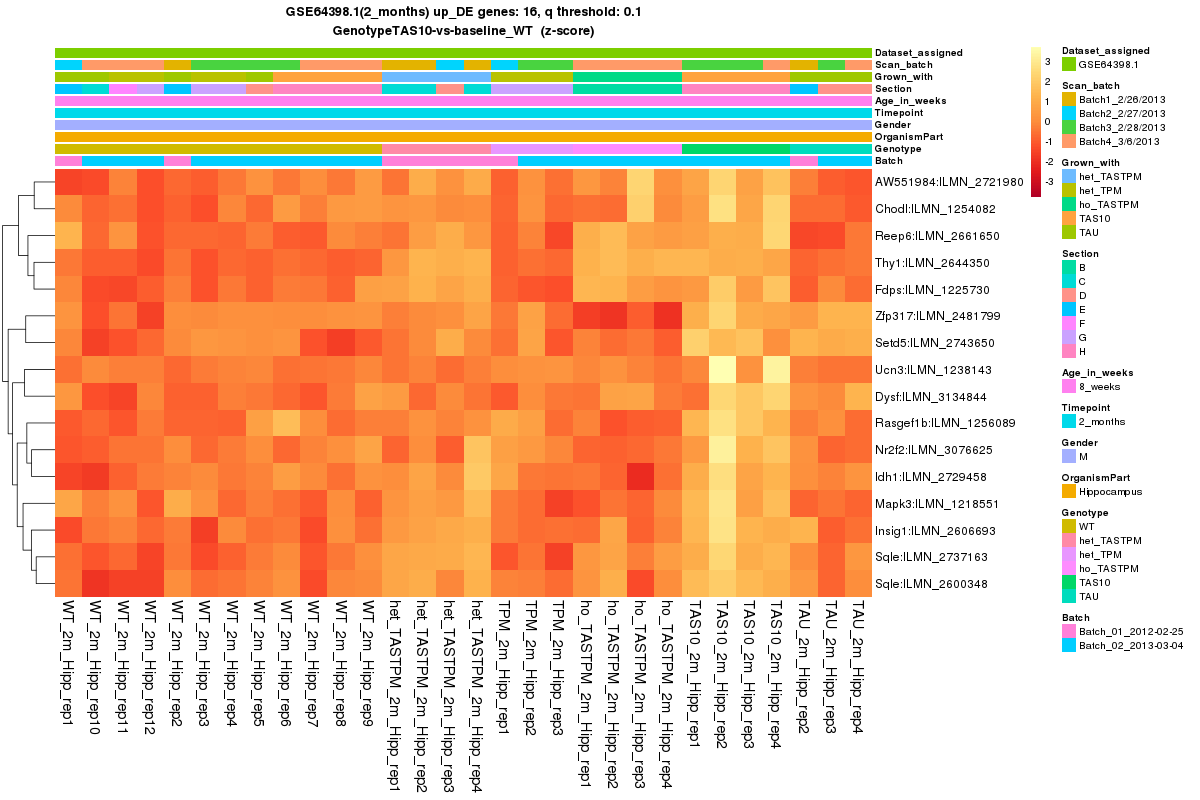 GSE64398.1(2_months) up_DE genes: 16, q threshold: 0.1
GenotypeTAS10-vs-baseline_WT (z-score)
Dataset_assigned
Scan_batch
Grown_with
Section
Age_in_weeks
Timepoint
Gender
OrganismPart
Genotype
Batch
AW551984:ILMN_2721980
Chodl:ILMN_1254082
Reep6:ILMN_2661650
Thy1:ILMN_2644350
Fdps:ILMN_1225730
Zfp317:ILMN_2481799
Setd5:ILMN_2743650
Ucn3:ILMN_1238143
Dysf:ILMN_3134844
Rasgef1b:ILMN_1256089
Nr2f2:ILMN_3076625
Idh1:ILMN_2729458
Mapk3:ILMN_1218551
Insig1:ILMN_2606693
Sqle:ILMN_2737163
Sqle:ILMN_2600348
WT_2m_Hipp_rep1
WT_2m_Hipp_rep10
WT_2m_Hipp_rep11
WT_2m_Hipp_rep12
WT_2m_Hipp_rep2
WT_2m_Hipp_rep3
WT_2m_Hipp_rep4
WT_2m_Hipp_rep5
WT_2m_Hipp_rep6
WT_2m_Hipp_rep7
WT_2m_Hipp_rep8
WT_2m_Hipp_rep9
het_TASTPM_2m_Hipp_rep1
het_TASTPM_2m_Hipp_rep2
het_TASTPM_2m_Hipp_rep3
het_TASTPM_2m_Hipp_rep4
TPM_2m_Hipp_rep1
TPM_2m_Hipp_rep2
TPM_2m_Hipp_rep3
ho_TASTPM_2m_Hipp_rep1
ho_TASTPM_2m_Hipp_rep2
ho_TASTPM_2m_Hipp_rep3
ho_TASTPM_2m_Hipp_rep4
TAS10_2m_Hipp_rep1
TAS10_2m_Hipp_rep2
TAS10_2m_Hipp_rep3
TAS10_2m_Hipp_rep4
TAU_2m_Hipp_rep2
TAU_2m_Hipp_rep3
TAU_2m_Hipp_rep4
3
2
1
0
-1
-2
-3
Dataset_assigned
GSE64398.1
Scan_batch
Batch1_2/26/2013
Batch2_2/27/2013
Batch3_2/28/2013
Batch4_3/6/2013
Grown_with
het_TASTPM
het_TPM
ho_TASTPM
TAS10
TAU
Section
B
C
D
E
F
G
H
Age_in_weeks
8_weeks
Timepoint
2_months
Gender
M
OrganismPart
Hippocampus
Genotype
WT
het_TASTPM
het_TPM
ho_TASTPM
TAS10
TAU
Batch
Batch_01_2012-02-25
Batch_02_2013-03-04